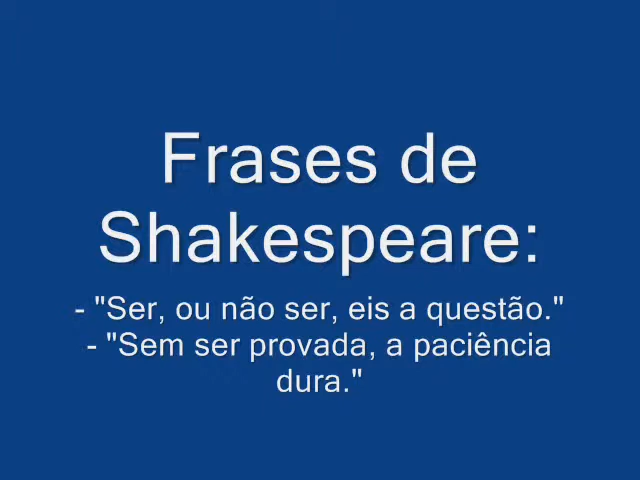 Frases de
Shakespeare:
- "Ser, ou não ser, eis a questão."
- "Sem ser provada, a paciência
dura."